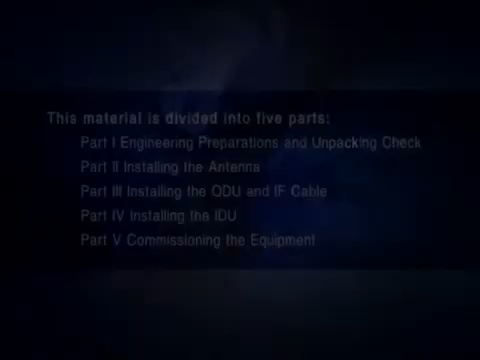 This material is divided into five parts:
Part I Engineering Preparations and Unpacking Check
Part II Installing the Antenna
Part III Installing the ODU and IF Cable
Part IV Installing the IDU
Part V Commissioning the Equipment